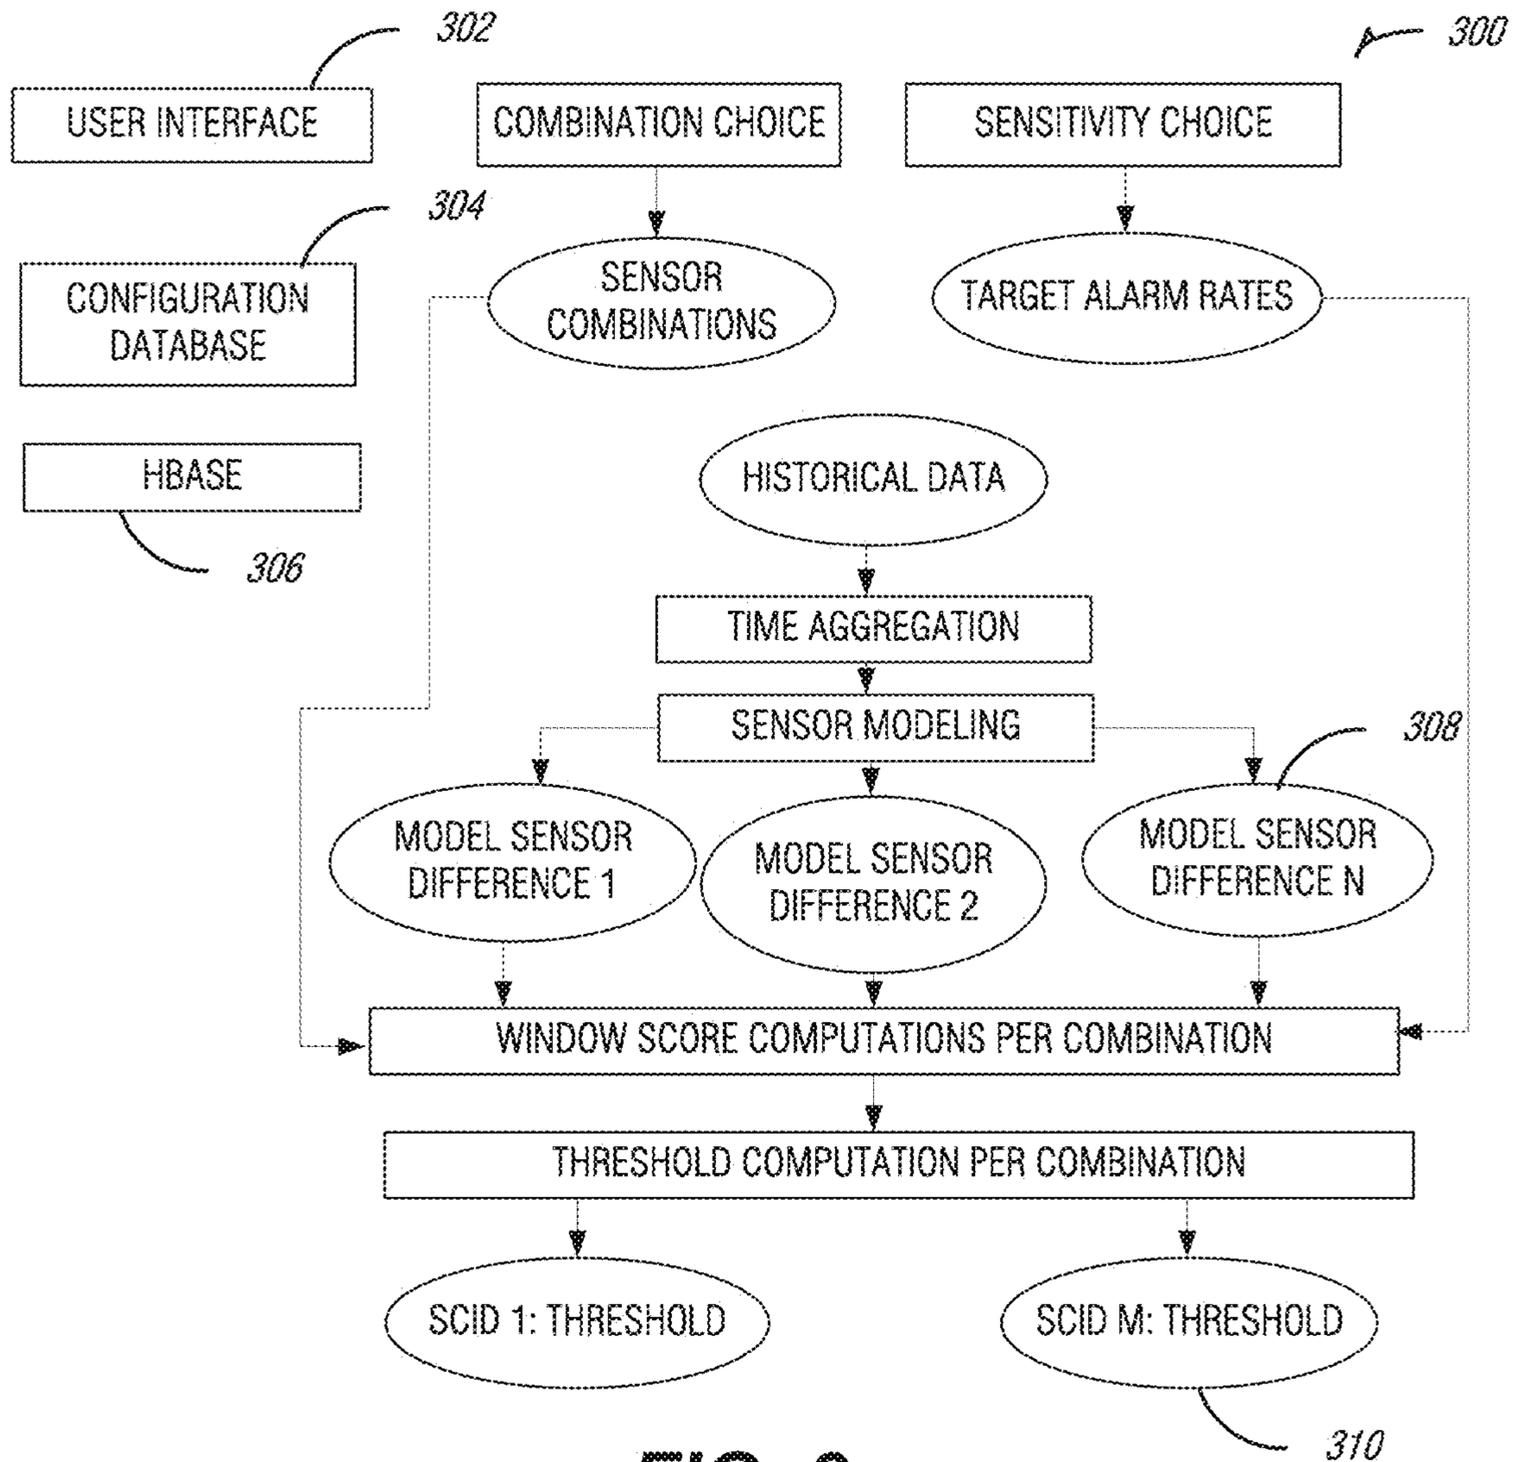 302
300
USER INTERFACE
COMBINATION CHOICE
SENSITIVITY CHOICE
304
CONFIGURATION
DATABASE
SENSOR
COMBINATIONS
TARGET ALARM RATES
HBASE
306
HISTORICAL DATA
TIME AGGREGATION
SENSOR MODELING
308
MODEL SENSOR
DIFFERENCE 1
MODEL SENSOR
DIFFERENCE 2
MODEL SENSOR
DIFFERENCE N
WINDOW SCORE COMPUTATIONS PER COMBINATION
THRESHOLD COMPUTATION PER COMBINATION
SCID 1: THRESHOLD
SCID M: THRESHOLD
310